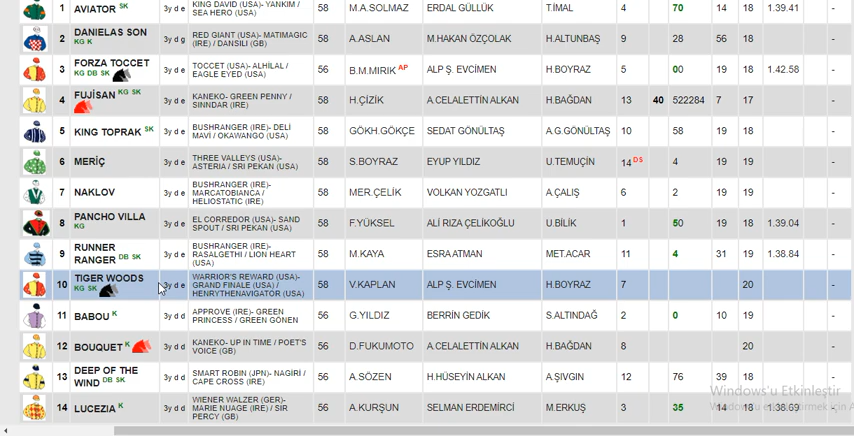 1 AVIATOR SK 3y d e KING DAVID (USA)- YANKIM / SEA HERO (USA) 58 M.A.SOLMAZ ERDAL GÜLLÜK T.İMAL 4 70 14 18 1.39.41 -
2 DANIELAS SON KG K 3y d g RED GIANT (USA)- MATIMAGIC (IRE) / DANSILI (GB) 58 A.ASLAN M.HAKAN ÖZÇOLAK H.ALTUNBAŞ 9 28 56 18 -
3 FORZA TOCCET KG DB SK 3y d e TOCCET (USA)- ALHİLAL / EAGLE EYED (USA) 56 B.M.MIRIK AP ALP Ş. EVCİMEN H.BOYRAZ 5 00 19 18 1.42.58 -
4 FUJİSAN KG SK 3y d e KANEKO- GREEN PENNY / SINNDAR (IRE) 58 H.ÇİZİK A.CELALETTİN ALKAN H.BAĞDAN 13 40 522284 7 17 -
5 KING TOPRAK SK 3y d e BUSHRANGER (IRE)- DELİ MAVİ / OKAVANGO (USA) 58 GÖKH.GÖKÇE SEDAT GÖNÜLTAŞ A.G.GÖNÜLTAŞ 10 58 19 18 -
6 MERİÇ 3y d e THREE VALLEYS (USA)- ASTERIA / SRI PEKAN (USA) 58 S.BOYRAZ EYUP YILDIZ U.TEMUÇİN 14 DS 4 19 19 -
7 NAKLOV 3y d e BUSHRANGER (IRE)- MARCATOBIANCA / HELIOSTATIC (IRE) 58 MER.ÇELİK VOLKAN YOZGATLI A.ÇALIŞ 6 2 19 19 -
8 PANCHO VILLA KG 3y d e EL CORREDOR (USA)- SAND SPOUT / SRI PEKAN (USA) 58 F.YÜKSEL ALİ RIZA ÇELİKOĞLU U.BİLİK 1 50 19 18 1.39.04 -
9 RUNNER RANGER DB SK 3y d e BUSHRANGER (IRE)- RASALGETHI / LION HEART (USA) 58 M.KAYA ESRA ATMAN MET.ACAR 11 4 31 19 1.38.84 -
10 TIGER WOODS KG SK 3y d e WARRIOR'S REWARD (USA)- GRAND FINALE (USA) / HENRYTHENAVIGATOR (USA) 58 V.KAPLAN ALP Ş. EVCİMEN H.BOYRAZ 7 20 -
11 BABOU K 3y d d APPROVE (IRE)- GREEN PRINCESS / GREEN GÖNEN 56 G.YILDIZ BERRİN GEDİK S.ALTINDAĞ 2 0 10 19 -
12 BOUQUET K 3y d d KANEKO- UP IN TIME / POET'S VOICE (GB) 56 D.FUKUMOTO A.CELALETTİN ALKAN H.BAĞDAN 8 20 -
13 DEEP OF THE WIND DB SK 3y d d SMART ROBIN (JPN)- NAGİRİ / CAPE CROSS (IRE) 56 A.SÖZEN H.HÜSEYİN ALKAN A.ŞIVGIN 12 76 39 18 -
Windows'u Etkinleştir
14 LUCEZIA K 3y d d WIENER WALZER (GER)- MARIE NUAGE (IRE) / SIR PERCY (GB) 56 A.KURŞUN SELMAN ERDEMİRCİ M.ERKUŞ 3 35 14 18 1.38.69 -